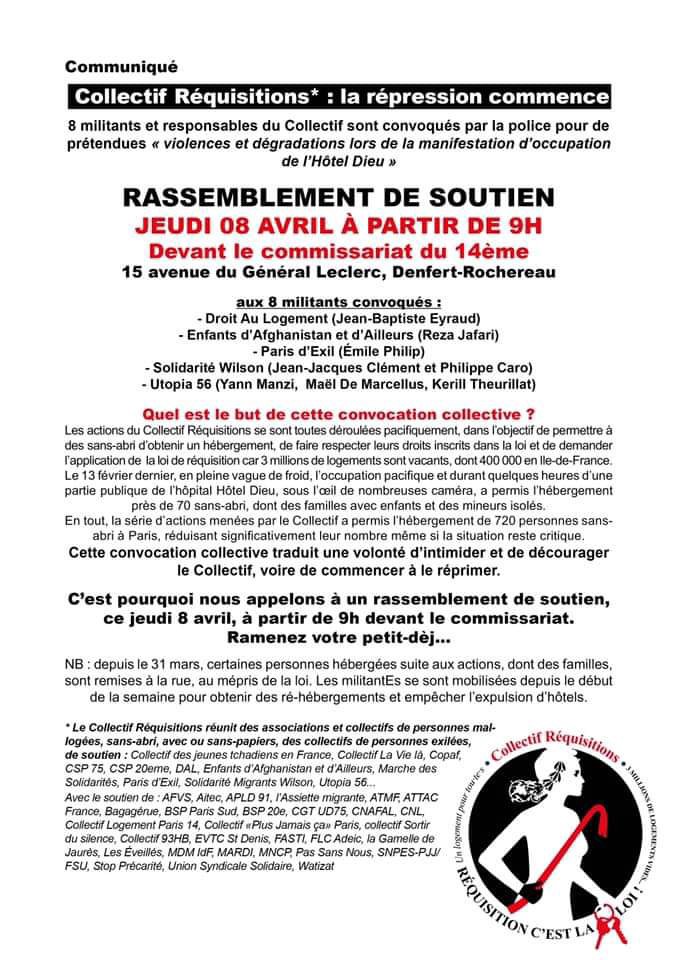 Communiqué
Collectif Réquisitions* : la répression commence
8 militants et responsables du Collectif sont convoqués par la police pour de
prétendues « violences et dégradations lors de la manifestation d'occupation
de l'Hôtel Dieu »
RASSEMBLEMENT DE SOUTIEN
JEUDI 08 AVRIL À PARTIR DE 9H
Devant le commissariat du 14ème
15 avenue du Général Leclerc, Denfert-Rochereau
aux 8 militants convoqués :
- Droit Au Logement (Jean-Baptiste Eyraud)
- Enfants d'Afghanistan et d'Ailleurs (Reza Jafari)
- Paris d'Exil (Émile Philip)
- Solidarité Wilson (Jean-Jacques Clément et Philippe Caro)
- Utopia 56 (Yann Manzi, Maël De Marcellus, Kerill Theurillat)
Quel est le but de cette convocation collective ?
Les actions du Collectif Réquisitions se sont toutes déroulées pacifiquement, dans l'objectif de permettre à
des sans-abri d'obtenir un hébergement, de faire respecter leurs droits inscrits dans la loi et de demander
l'application de la loi de réquisition car 3 millions de logements sont vacants, dont 400 000 en Ile-de-France.
Le 13 février dernier, en pleine vague de froid, l'occupation pacifique et durant quelques heures d'une
partie publique de l'hôpital Hôtel Dieu, sous l'œil de nombreuses caméra, a permis l'hébergement
près de 70 sans-abri, dont des familles avec enfants et des mineurs isolés.
En tout, la série d'actions menées par le Collectif a permis l'hébergement de 720 personnes sans-
abri à Paris, réduisant significativement leur nombre même si la situation reste critique.
Cette convocation collective traduit une volonté d'intimider et de décourager
le Collectif, voire de commencer à le réprimer.
C'est pourquoi nous appelons à un rassemblement de soutien,
ce jeudi 8 avril, à partir de 9h devant le commissariat.
Ramenez votre petit-dèj...
NB : depuis le 31 mars, certaines personnes hébergées suite aux actions, dont des familles,
sont remises à la rue, au mépris de la loi. Les militantEs se sont mobilisées depuis le début
de la semaine pour obtenir des ré-hébergements et empêcher l'expulsion d'hôtels.
* Le Collectif Réquisitions réunit des associations et collectifs de personnes mal-
logées, sans-abri, avec ou sans-papiers, des collectifs de personnes exilées,
de soutien : Collectif des jeunes tchadiens en France, Collectif La Vie là, Copaf,
CSP 75, CSP 20eme, DAL, Enfants d'Afghanistan et d'Ailleurs, Marche des
Solidarités, Paris d'Exil, Solidarité Migrants Wilson, Utopia 56...
Avec le soutien de : AFVS, Aitec, APLD 91, l'Assiette migrante, ATMF, ATTAC
France, Bagagérue, BSP Paris Sud, BSP 20e, CGT UD75, CNAFAL, CNL,
Collectif Logement Paris 14, Collectif «Plus Jamais ça» Paris, collectif Sortir
du silence, Collectif 93HB, EVTC St Denis, FASTI, FLC Adeic, la Gamelle de
Jaurès, Les Éveillés, MDM IdF, MARDI, MNCP, Pas Sans Nous, SNPES-PJJ/
FSU, Stop Précarité, Union Syndicale Solidaire, Watizat
Un logement pour tou·te·s • Collectif Réquisitions • 3 MILLIONS DE LOGEMENTS VIDES...
RÉQUISITION C'EST LA LOI !